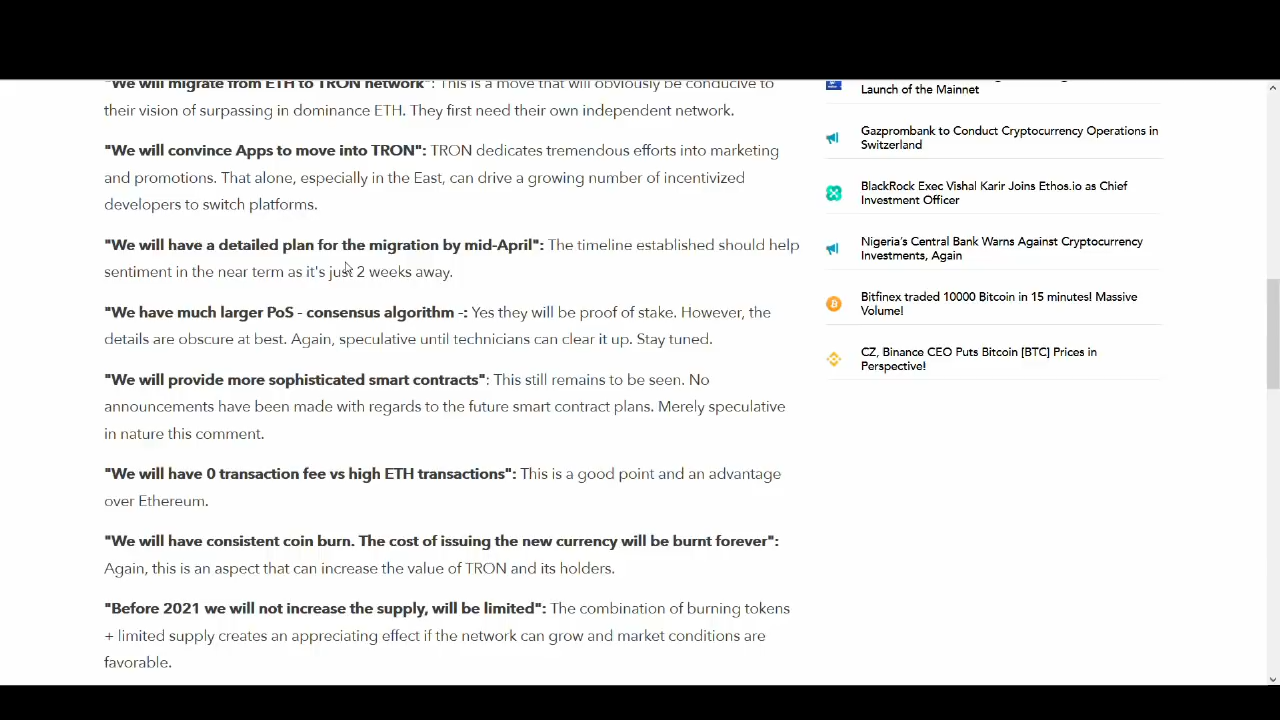 "We will migrate from ETH to TRON network": This is a move that will obviously be conducive to
their vision of surpassing in dominance ETH. They first need their own independent network.
"We will convince Apps to move into TRON": TRON dedicates tremendous efforts into marketing
and promotions. That alone, especially in the East, can drive a growing number of incentivized
developers to switch platforms.
"We will have a detailed plan for the migration by mid-April": The timeline established should help
sentiment in the near term as it's just 2 weeks away.
"We have much larger PoS - consensus algorithm -: Yes they will be proof of stake. However, the
details are obscure at best. Again, speculative until technicians can clear it up. Stay tuned.
"We will provide more sophisticated smart contracts": This still remains to be seen. No
announcements have been made with regards to the future smart contract plans. Merely speculative
in nature this comment.
"We will have 0 transaction fee vs high ETH transactions": This is a good point and an advantage
over Ethereum.
"We will have consistent coin burn. The cost of issuing the new currency will be burnt forever":
Again, this is an aspect that can increase the value of TRON and its holders.
"Before 2021 we will not increase the supply, will be limited": The combination of burning tokens
+ limited supply creates an appreciating effect if the network can grow and market conditions are
favorable.
Launch of the Mainnet
Gazprombank to Conduct Cryptocurrency Operations in
Switzerland
BlackRock Exec Vishal Karir Joins Ethos.io as Chief
Investment Officer
Nigeria's Central Bank Warns Against Cryptocurrency
Investments, Again
Bitfinex traded 10000 Bitcoin in 15 minutes! Massive
Volume!
CZ, Binance CEO Puts Bitcoin [BTC] Prices in
Perspective!